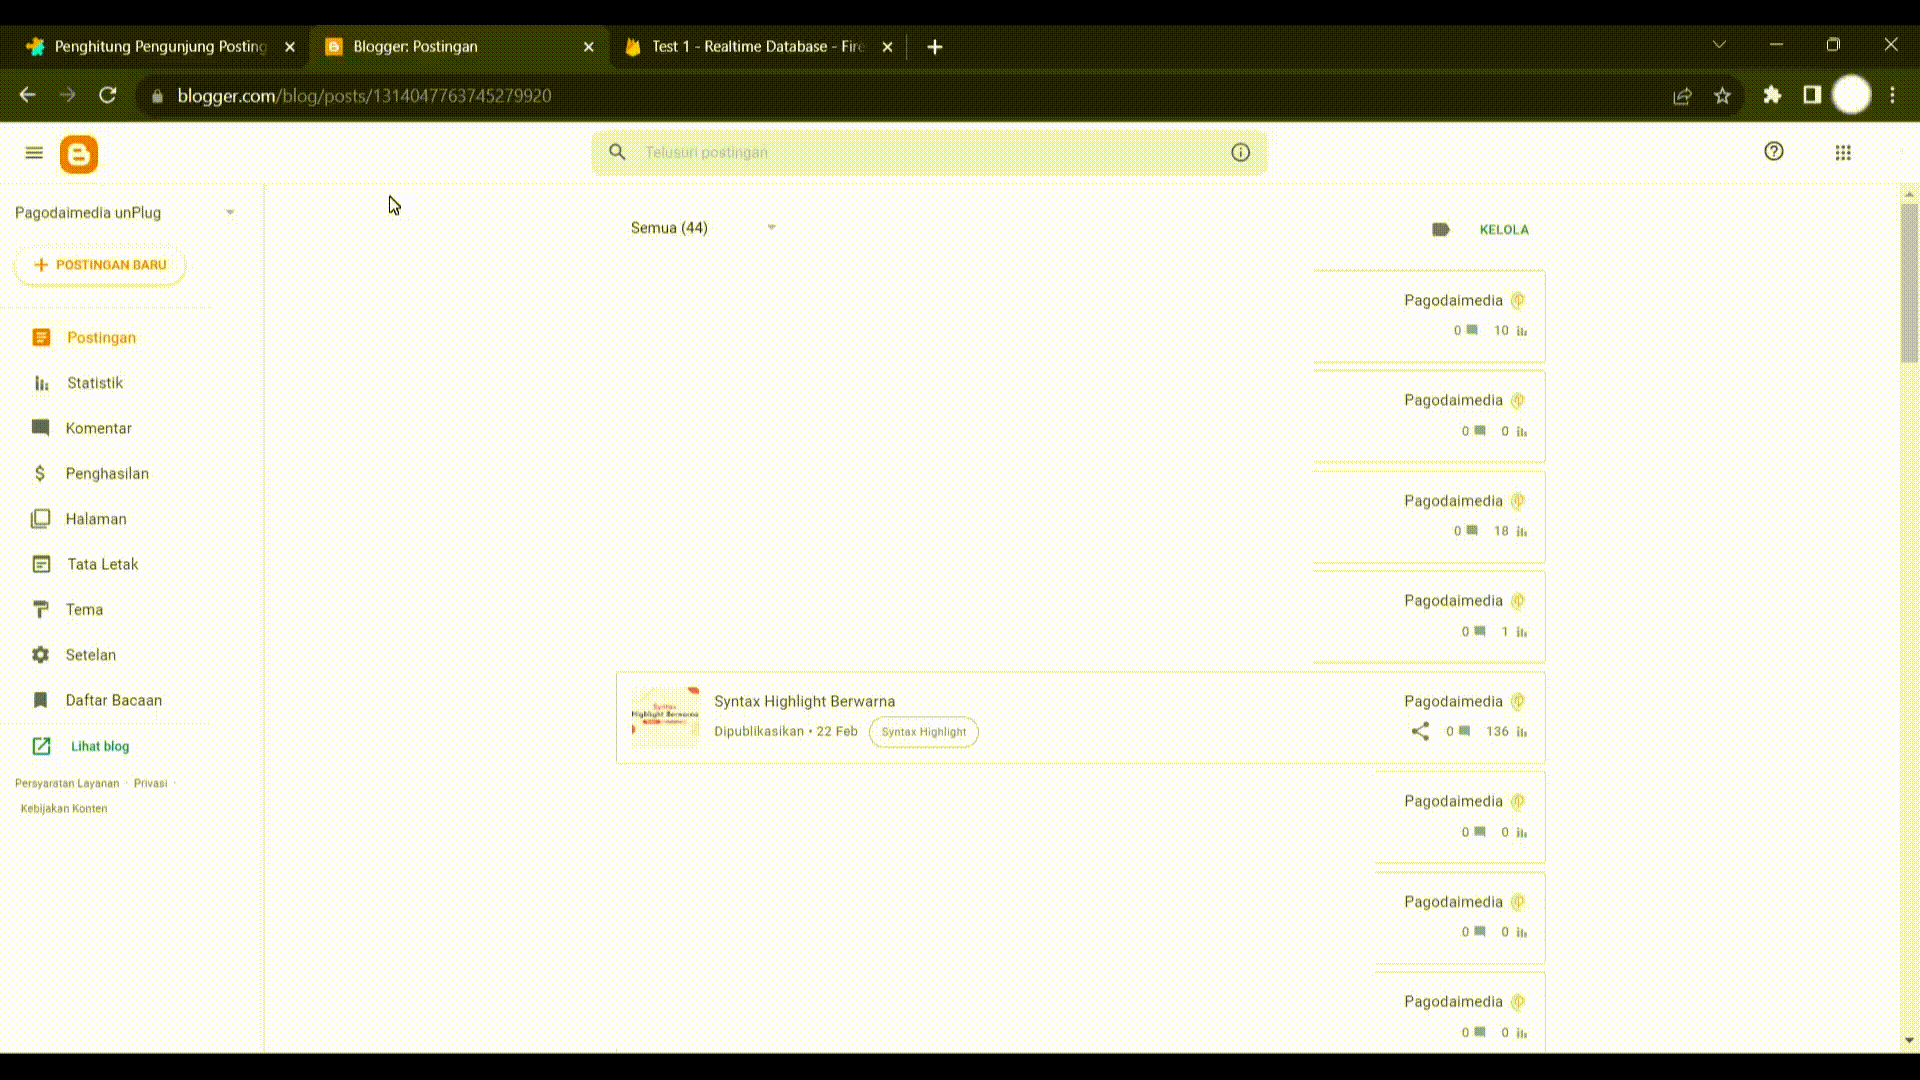 Penghitung Pengunjung Posting
Blogger: Postingan
Test 1 - Realtime Database - Fire
blogger.com/blog/posts/1314047763745279920
Telusuri postingan
Pagodaimedia unPlug
Semua (44)
KELOLA
POSTINGAN BARU
Postingan
Statistik
Komentar
Penghasilan
Halaman
Tata Letak
Tema
Setelan
Daftar Bacaan
Lihat blog
Persyaratan Layanan · Privasi ·
Kebijakan Konten
Pagodaimedia
0 10
Pagodaimedia
0 0
Pagodaimedia
0 18
Pagodaimedia
0 1
Syntax
Highlight Berwarna
Syntax Highlight Berwarna
Pagodaimedia
Dipublikasikan • 22 Feb
Syntax Highlight
0 136
Pagodaimedia
0 0
Pagodaimedia
0 0
Pagodaimedia
0 0